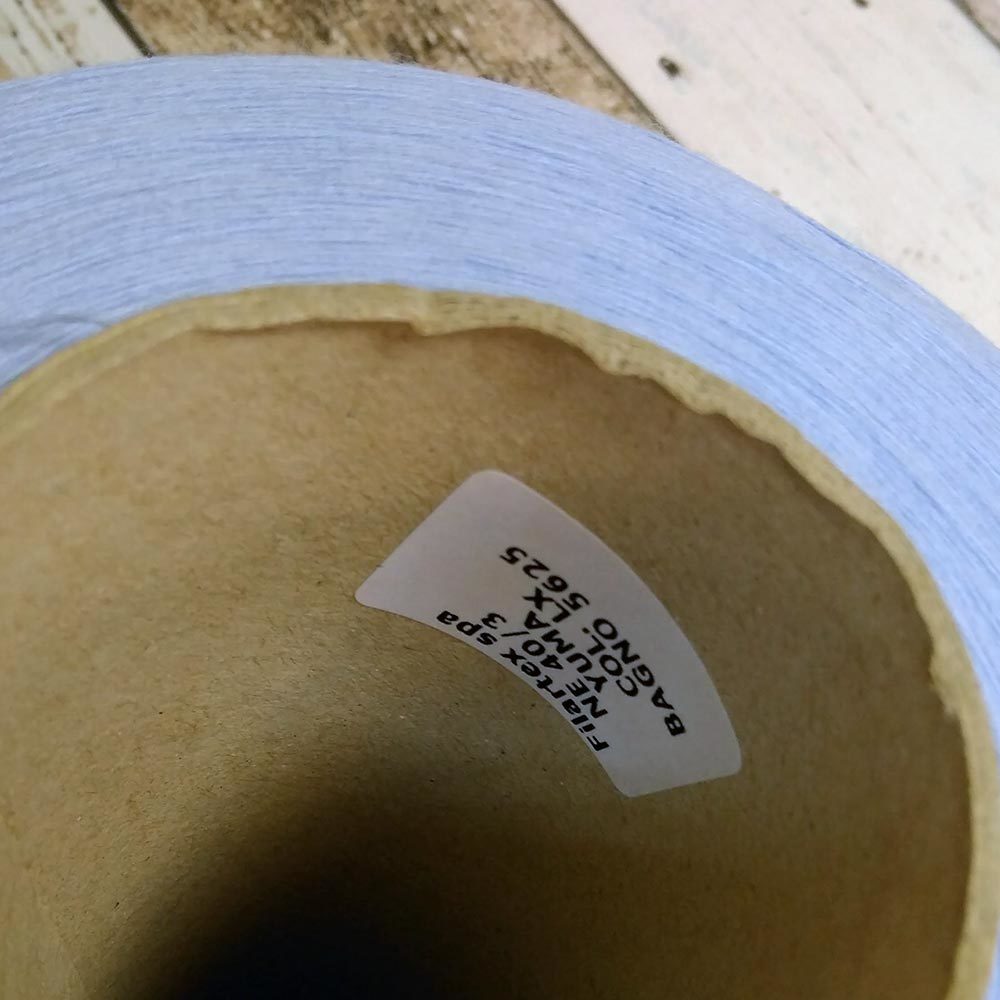 Filartex spa
NE 40/3
YUMA
COL. LX
BAGNO 5625